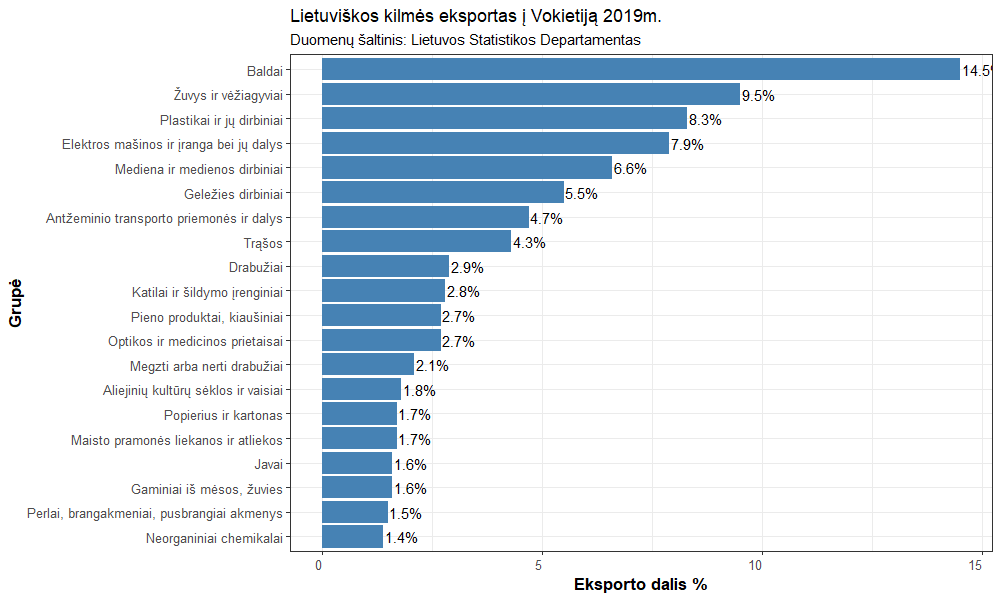 Lietuviškos kilmės eksportas į Vokietiją 2019m.
Duomenų šaltinis: Lietuvos Statistikos Departamentas
Grupė
Baldai 14.5%
Žuvys ir vėžiagyviai 9.5%
Plastikai ir jų dirbiniai 8.3%
Elektros mašinos ir įranga bei jų dalys 7.9%
Mediena ir medienos dirbiniai 6.6%
Geležies dirbiniai 5.5%
Antžeminio transporto priemonės ir dalys 4.7%
Trąšos 4.3%
Drabužiai 2.9%
Katilai ir šildymo įrenginiai 2.8%
Pieno produktai, kiaušiniai 2.7%
Optikos ir medicinos prietaisai 2.7%
Megzti arba nerti drabužiai 2.1%
Aliejinių kultūrų sėklos ir vaisiai 1.8%
Popierius ir kartonas 1.7%
Maisto pramonės liekanos ir atliekos 1.7%
Javai 1.6%
Gaminiai iš mėsos, žuvies 1.6%
Perlai, brangakmeniai, pusbrangiai akmenys 1.5%
Neorganiniai chemikalai 1.4%
0 5 10 15
Eksporto dalis %